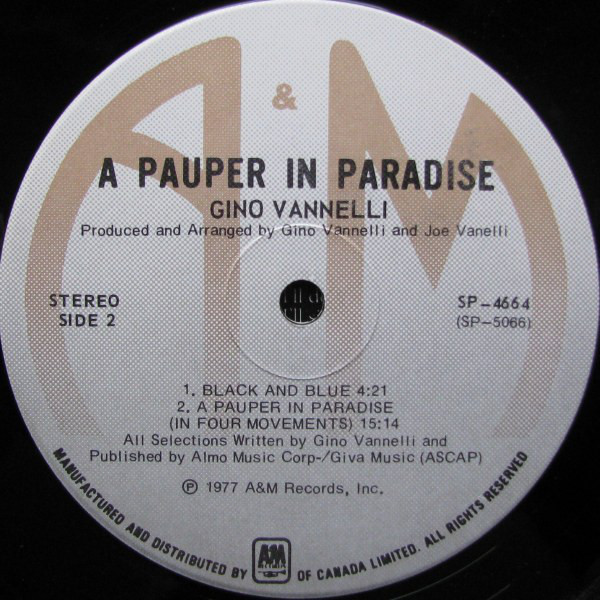 A & M
A PAUPER IN PARADISE
GINO VANNELLI
Produced and Arranged by Gino Vannelli and Joe Vanelli
STEREO
SIDE 2
SP-4664
(SP-5066)
1. BLACK AND BLUE 4:21
2. A PAUPER IN PARADISE
(IN FOUR MOVEMENTS) 15:14
All Selections Written by Gino Vannelli and
Published by Almo Music Corp-/Giva Music (ASCAP)
℗ 1977 A&M Records, Inc.
MANUFACTURED AND DISTRIBUTED BY A&M RECORDS OF CANADA LIMITED. ALL RIGHTS RESERVED